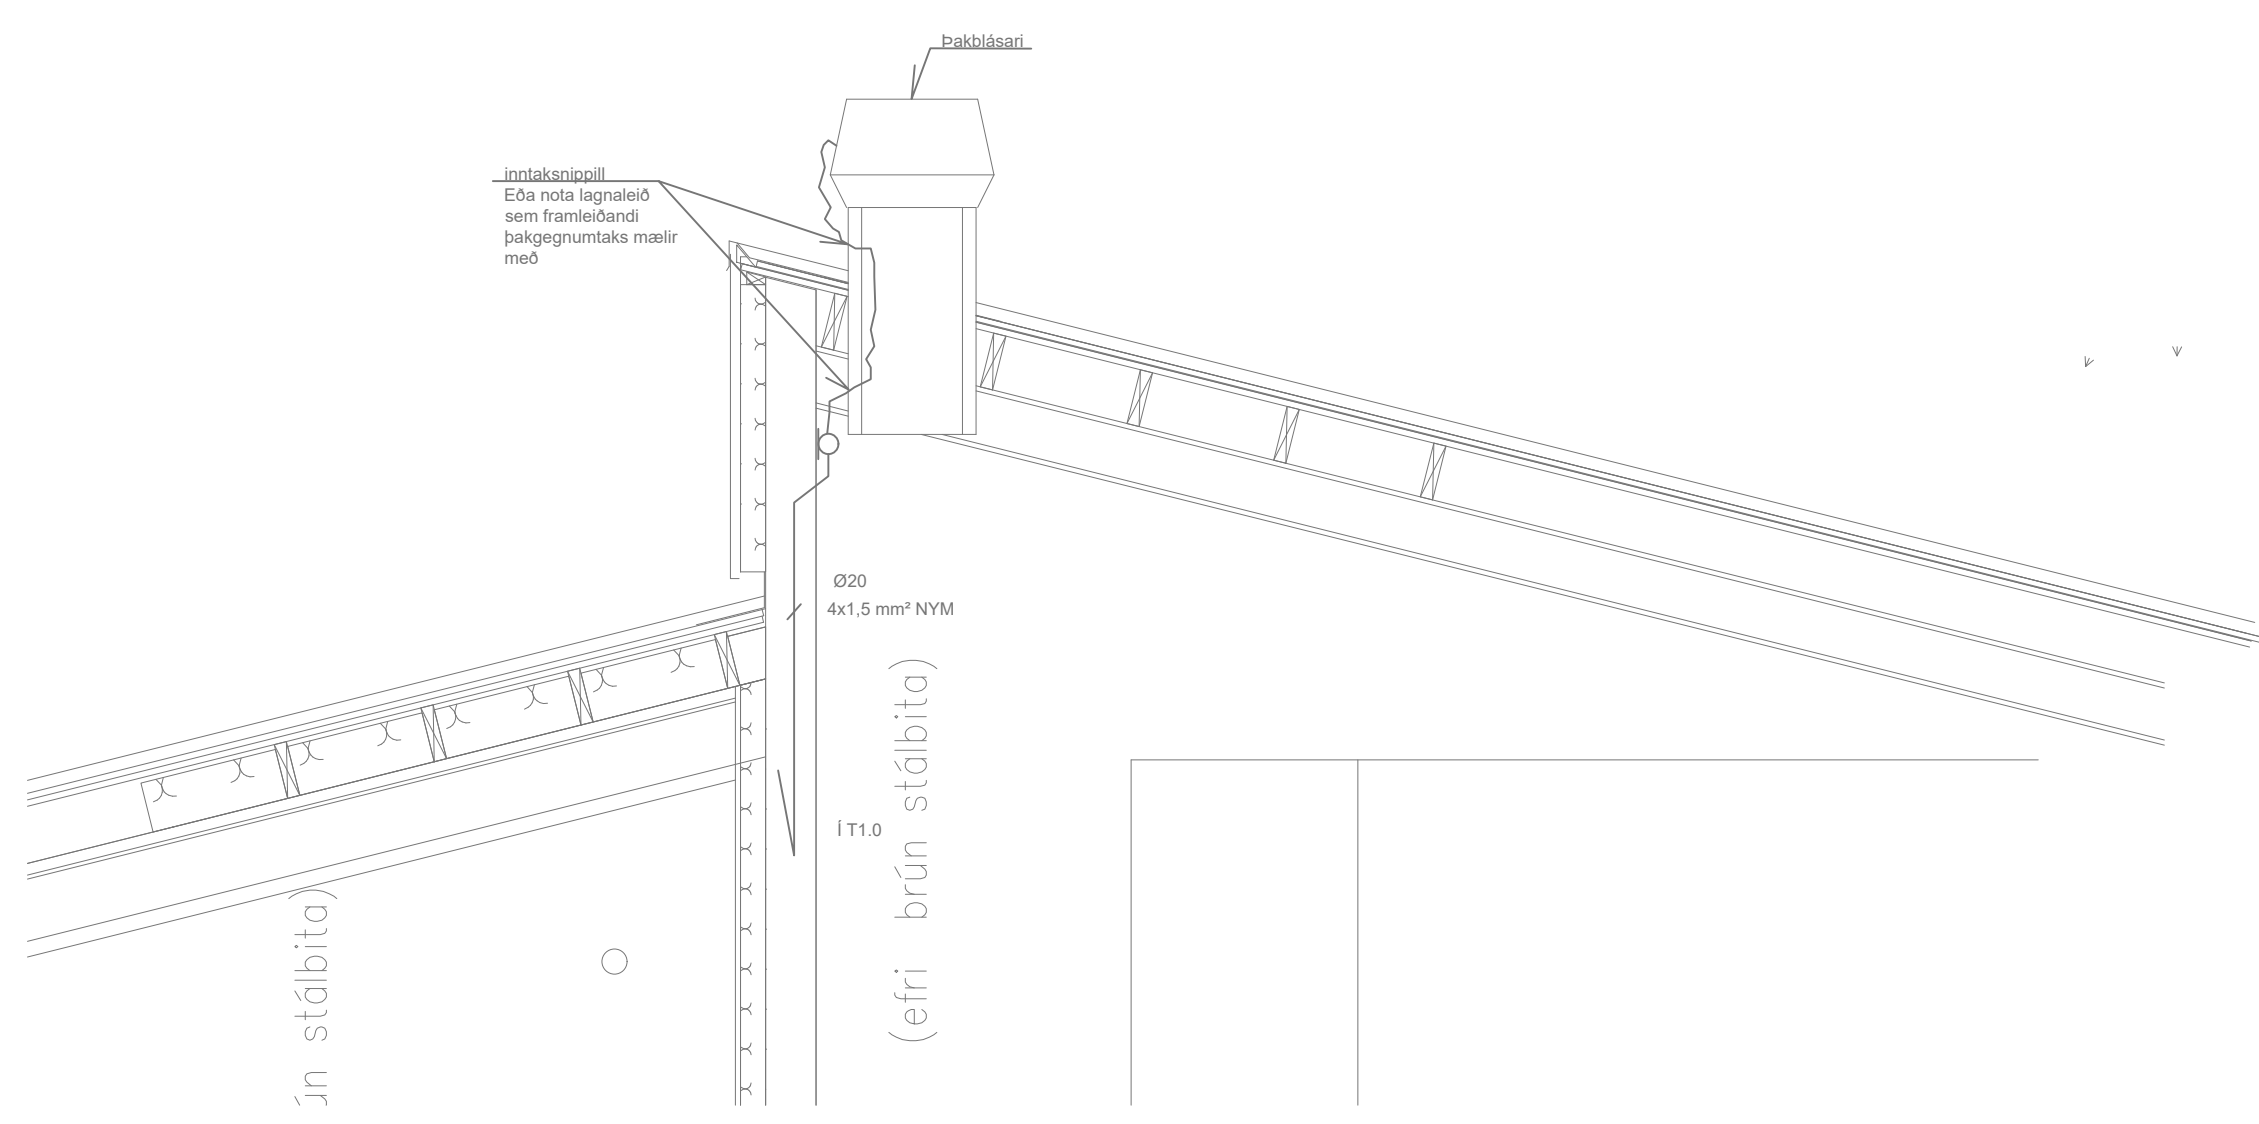 Þakblásari
inntaksnippill
Eða nota lagnaleið
sem framleiðandi
þakgegnumtaks mælir
með
Ø20
4x1,5 mm² NYM
Í T1.0
(efri brún stálbita)
ún stálbita)